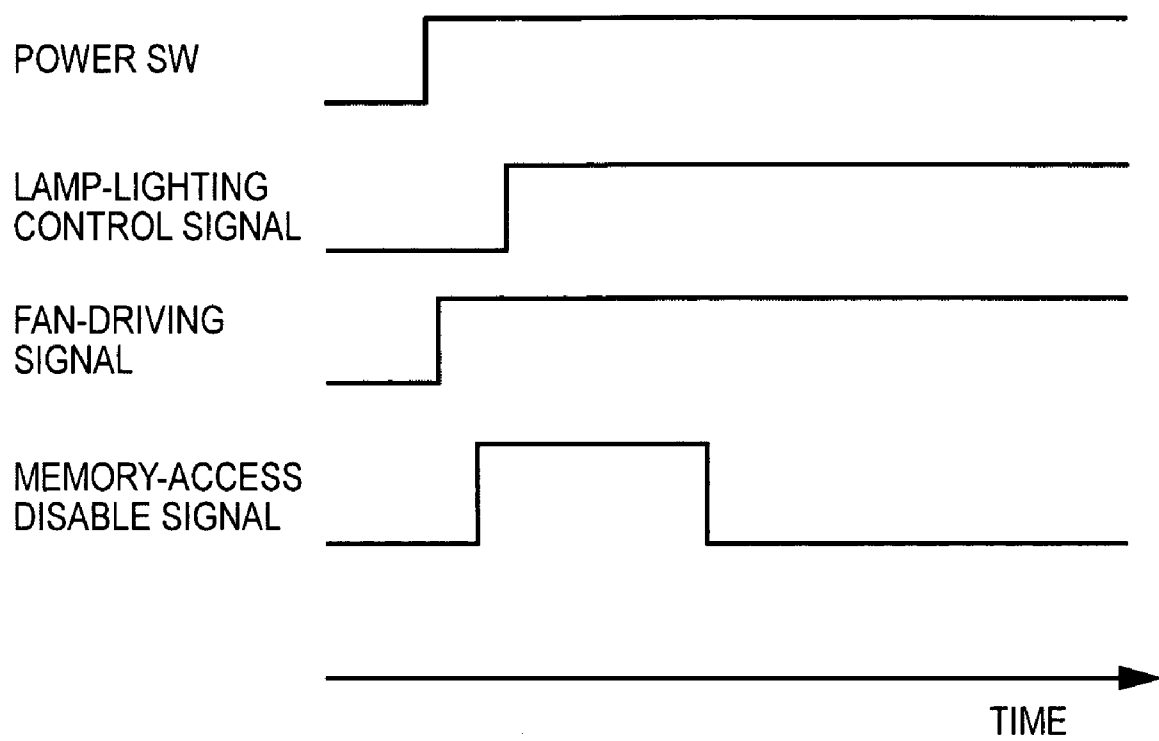 POWER SW
LAMP-LIGHTING
CONTROL SIGNAL
FAN-DRIVING
SIGNAL
MEMORY-ACCESS
DISABLE SIGNAL
TIME